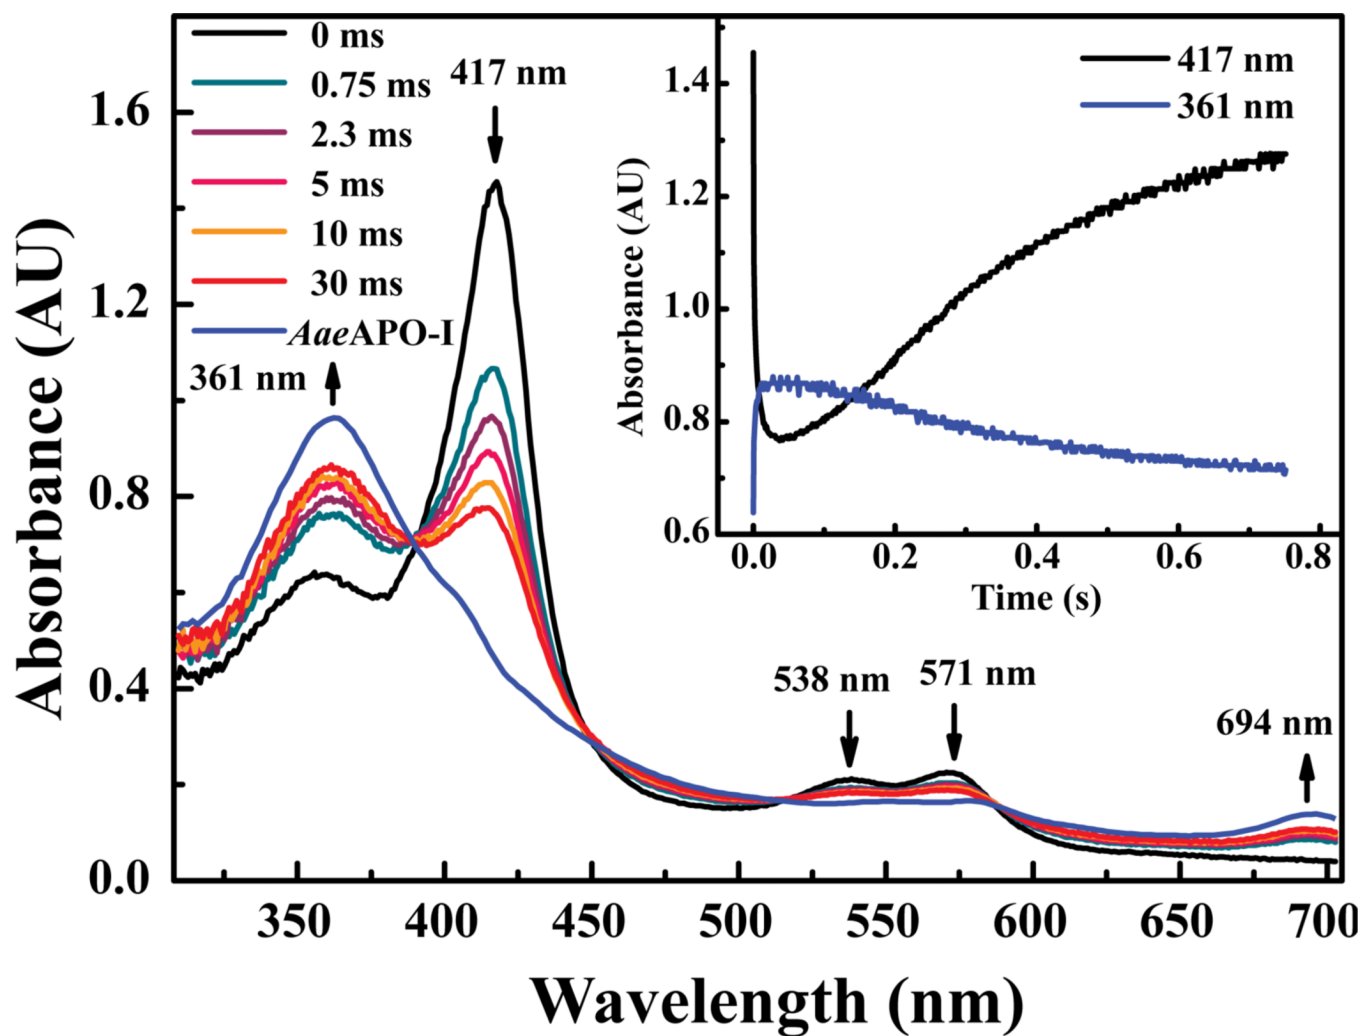 0 ms
0.75 ms
2.3 ms
5 ms
10 ms
30 ms
AaeAPO-I
361 nm
417 nm
538 nm
571 nm
694 nm
Absorbance (AU)
1.6
1.2
0.8
0.4
0.0
350
400
450
500
550
600
650
700
Wavelength (nm)
417 nm
361 nm
Absorbance (AU)
1.4
1.2
1.0
0.8
0.6
0.0
0.2
0.4
0.6
0.8
Time (s)